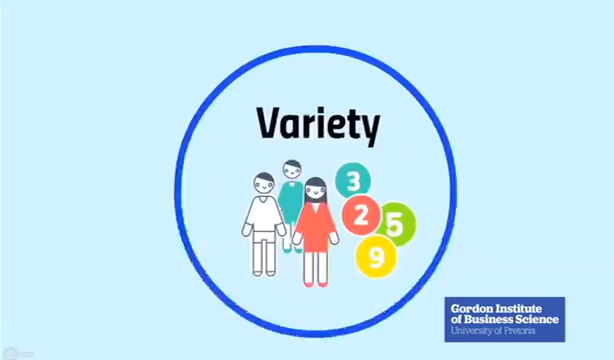 Variety
3
2
5
9
Gordon Institute
of Business Science
University of Pretoria